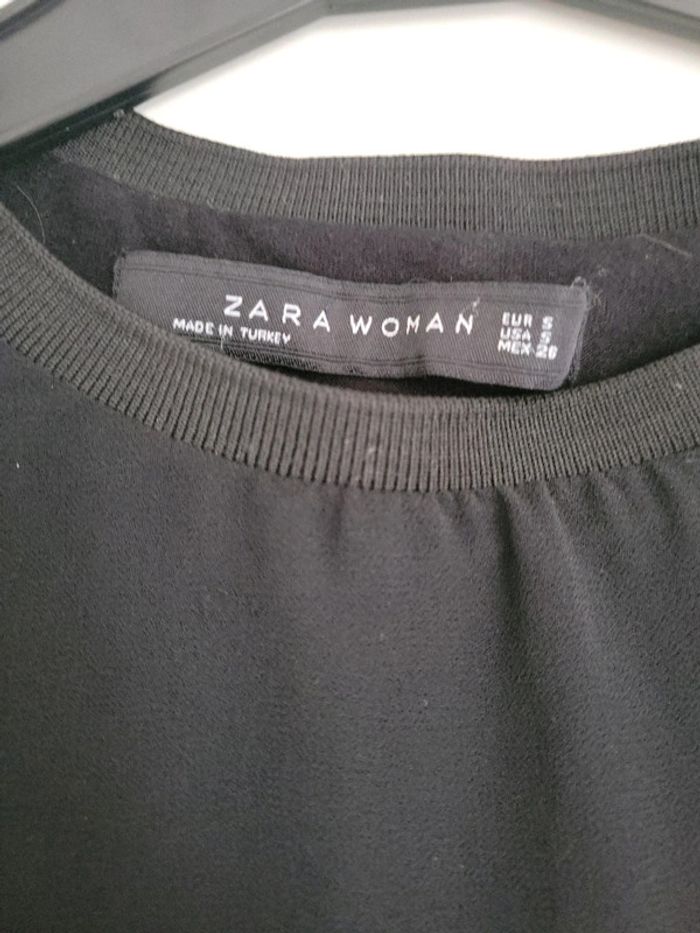 ZARA WOMAN
MADE IN TURKEY
EUR S
USA S
MEX 26